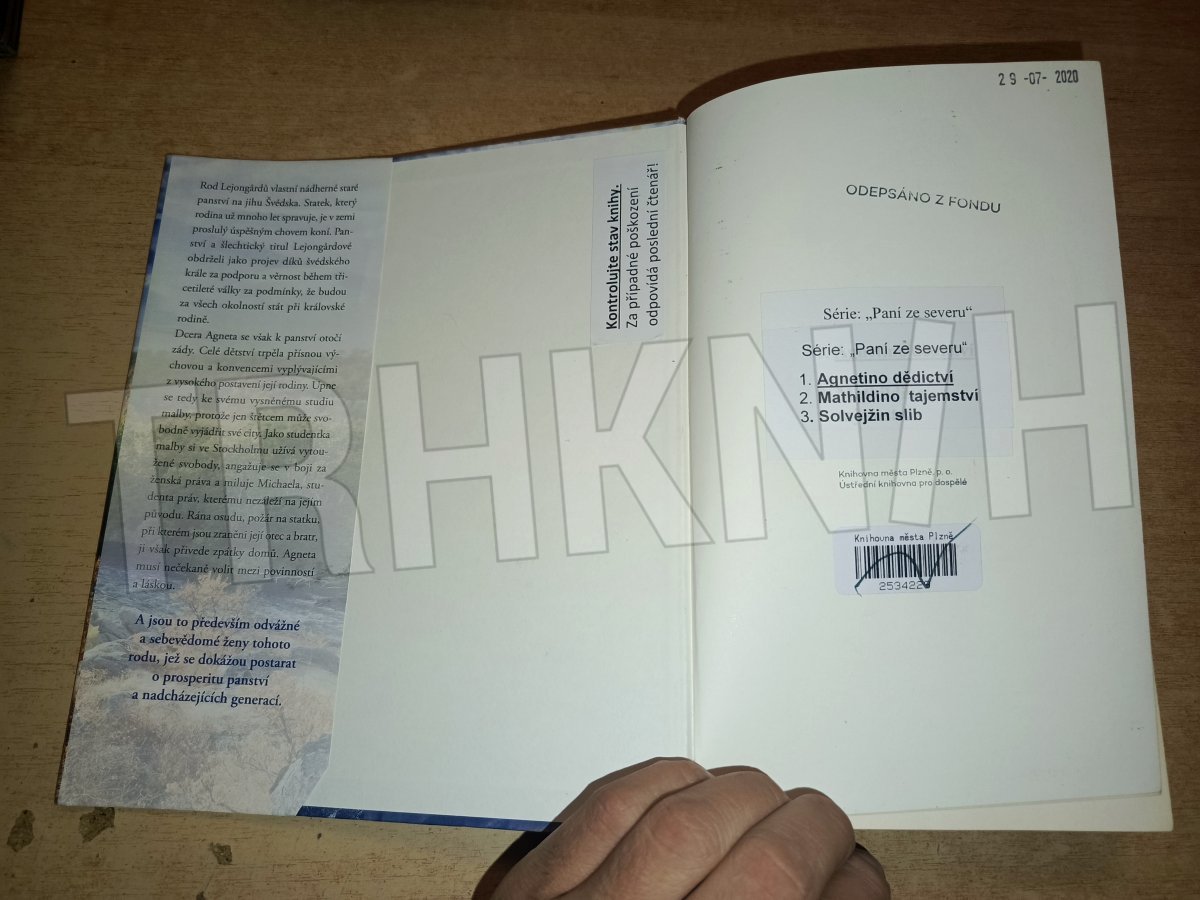 Rod Lejongårdů vlastní nádherné staré
panství na jihu Švédska. Statek, který
rodina už mnoho let spravuje, je v zemi
proslulý úspěšným chovem koní. Pan-
ství a šlechtický titul Lejongårdové
obdrželi jako projev díků švédského
krále za podporu a věrnost během tři-
cetileté války za podmínky, že budou
za všech okolností stát při královské
rodině.
Dcera Agneta se však k panství otočí
zády. Celé dětství trpěla přísnou vý-
chovou a konvencemi vyplývajícími
z vysokého postavení její rodiny. Upne
se tedy ke svému vysněnému studiu
malby, protože jen štětcem může svo-
bodně vyjádřit své city. Jako studentka
malby si ve Stockholmu užívá vytou-
žené svobody, angažuje se v boji za
ženská práva a miluje Michaela, stu-
denta práv, kterému nezáleží na jejím
původu. Rána osudu, požár na statku,
při kterém jsou zraněni její otec a bratr,
ji však přivede zpátky domů. Agneta
musí nečekaně volit mezi povinností
a láskou.
A jsou to především odvážné
a sebevědomé ženy tohoto
rodu, jež se dokážou postarat
o prosperitu panství
a nadcházejících generací.
Kontrolujte stav knihy.
Za případné poškození
odpovídá poslední čtenář!
29 -07- 2020
ODEPSÁNO Z FONDU
Série: „Paní ze severu“
Série: „Paní ze severu“
1. Agnetino dědictví
2. Mathildino tajemství
3. Solvejžin slib
Knihovna města Plzně, p. o.
Ústřední knihovna pro dospělé
Knihovna města Plzně
TRHKNIH